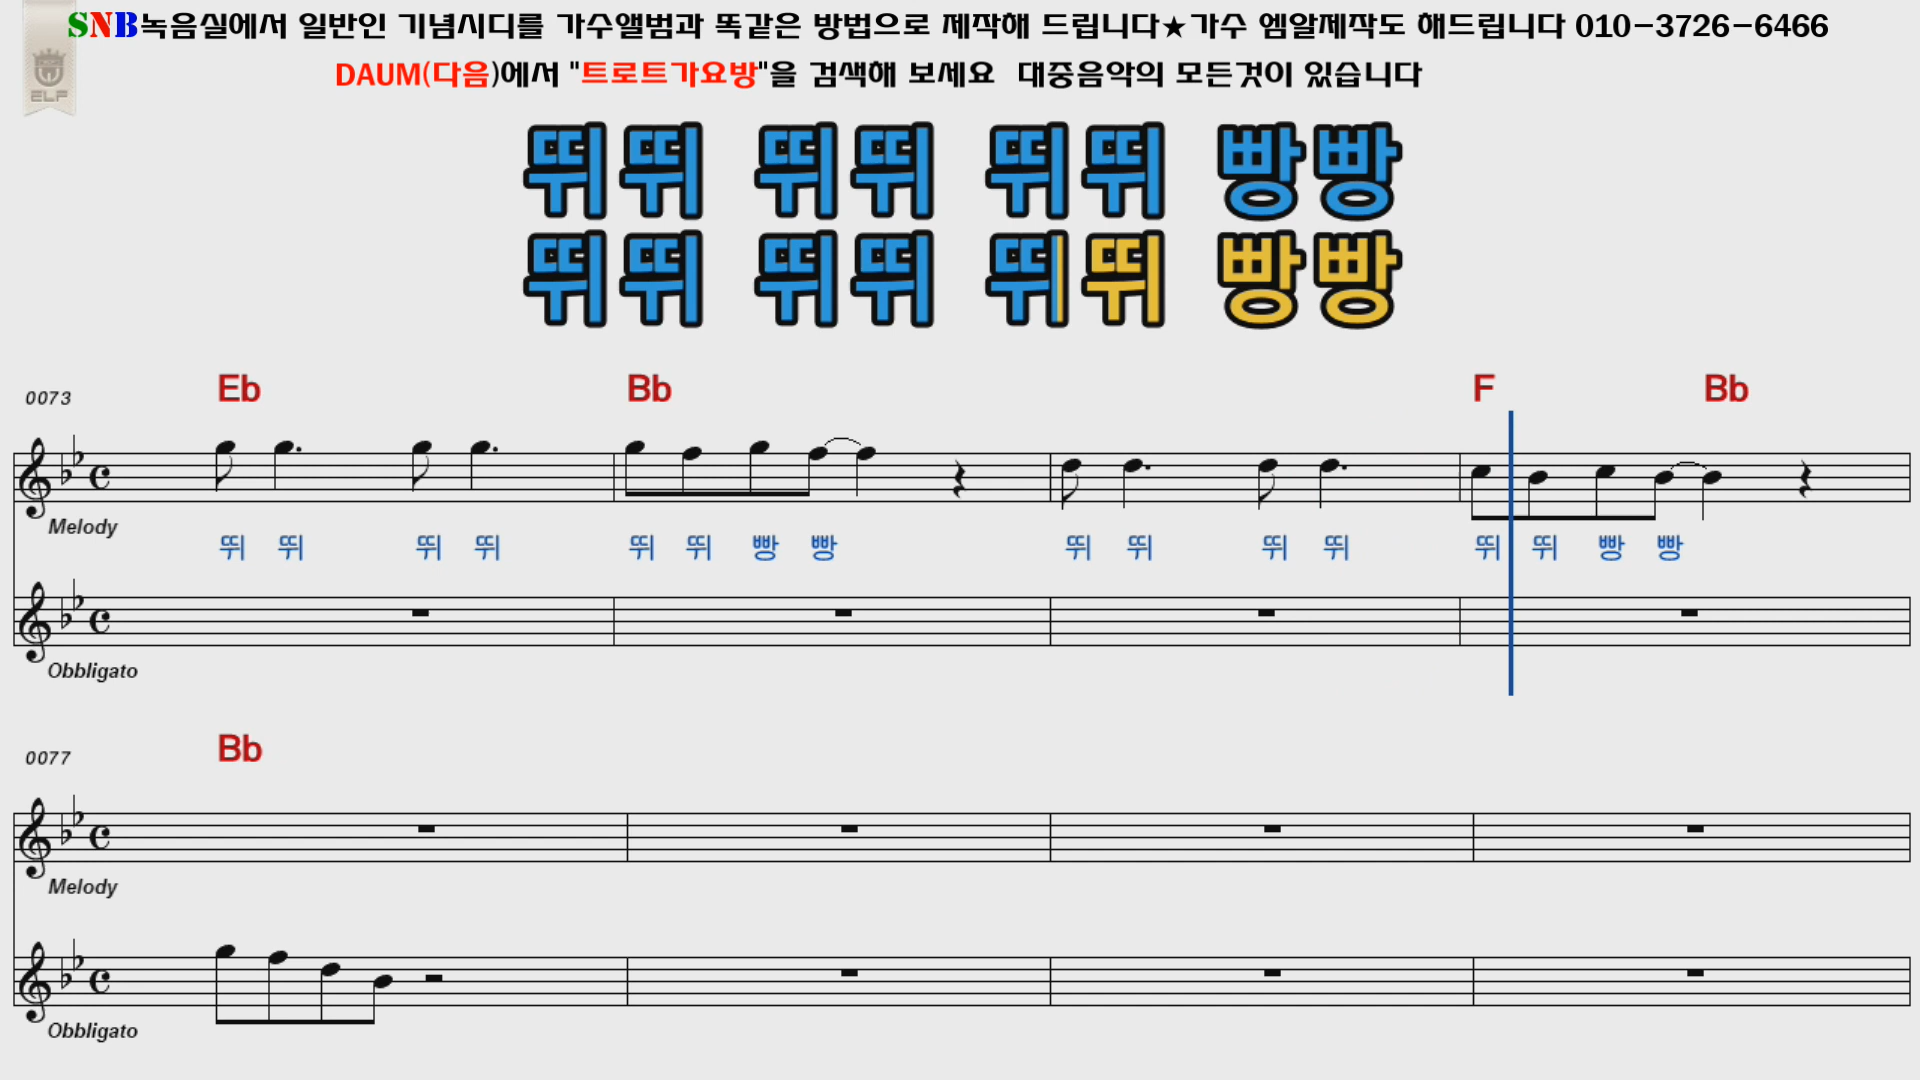 SNB녹음실에서 일반인 기념시디를 가수앨범과 똑같은 방법으로 제작해 드립니다★가수 엠알제작도 해드립니다 010-3726-6466
ELF
DAUM(다음)에서 "트로트가요방"을 검색해 보세요 대중음악의 모든것이 있습니다
뛰뛰 뛰뛰 뛰뛰 빵빵
뛰뛰 뛰뛰 뛰뛰 빵빵
0073 Eb Bb F Bb
Melody
뛰 뛰 뛰 뛰 뛰 뛰 빵 빵 뛰 뛰 뛰 뛰 뛰 뛰 빵 빵
Obbligato
0077 Bb
Melody
Obbligato